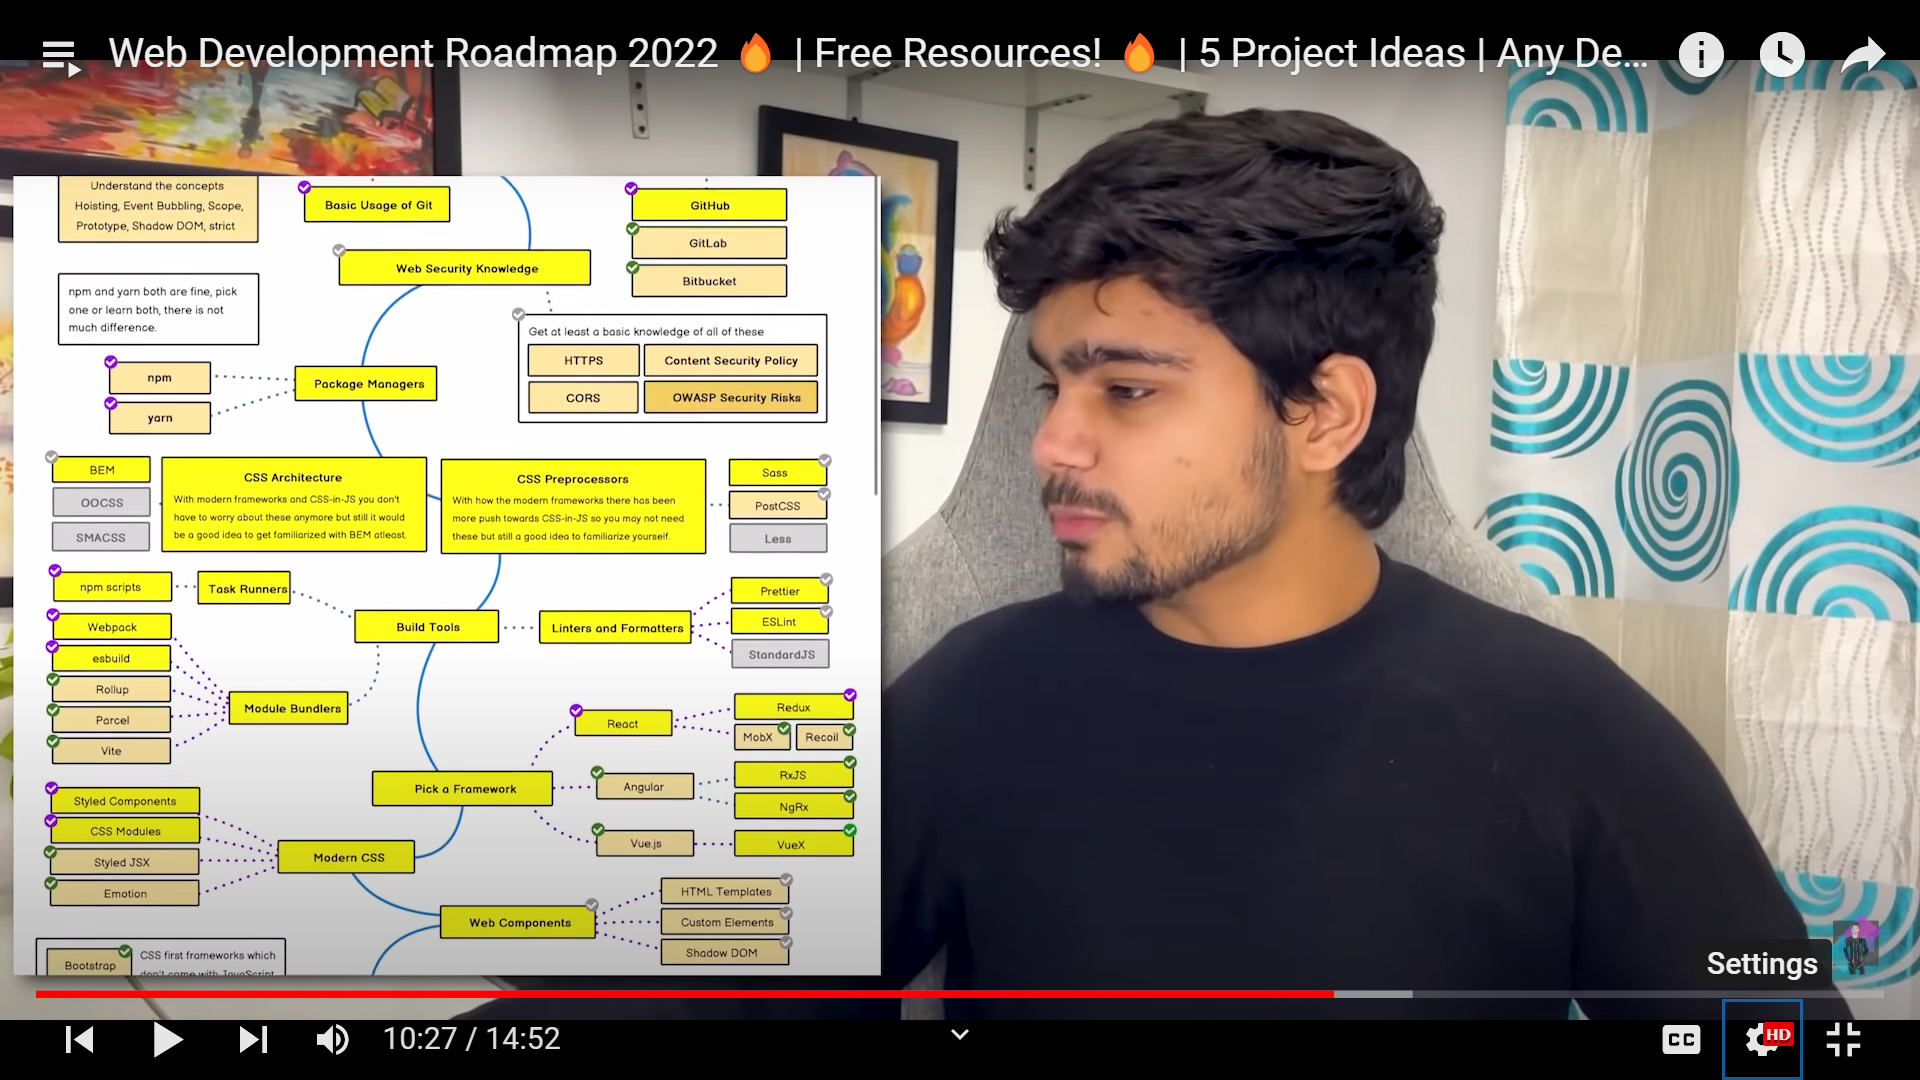 Web Development Roadmap 2022 🔥 | Free Resources! 🔥 | 5 Project Ideas | Any De...
Understand the concepts
Hoisting, Event Bubbling, Scope,
Prototype, Shadow DOM, strict
Basic Usage of Git
GitHub
GitLab
Bitbucket
Web Security Knowledge
npm and yarn both are fine, pick
one or learn both, there is not
much difference.
Get at least a basic knowledge of all of these
HTTPS
Content Security Policy
CORS
OWASP Security Risks
npm
yarn
Package Managers
BEM
OOCSS
SMACSS
CSS Architecture
With modern frameworks and CSS-in-JS you don't
have to worry about these anymore but still it would
be a good idea to get familiarized with BEM atleast.
CSS Preprocessors
With how the modern frameworks there has been
more push towards CSS-in-JS so you may not need
these but still a good idea to familiarize yourself.
Sass
PostCSS
Less
npm scripts
Task Runners
Build Tools
Linters and Formatters
Prettier
ESLint
StandardJS
Webpack
esbuild
Rollup
Parcel
Vite
Module Bundlers
React
Redux
MobX
Recoil
Pick a Framework
Angular
RxJS
NgRx
Vue.js
VueX
Styled Components
CSS Modules
Styled JSX
Emotion
Modern CSS
Web Components
HTML Templates
Custom Elements
Shadow DOM
Bootstrap
CSS first frameworks which
don't come with JavaScript
Settings
10:27 / 14:52
CC
HD